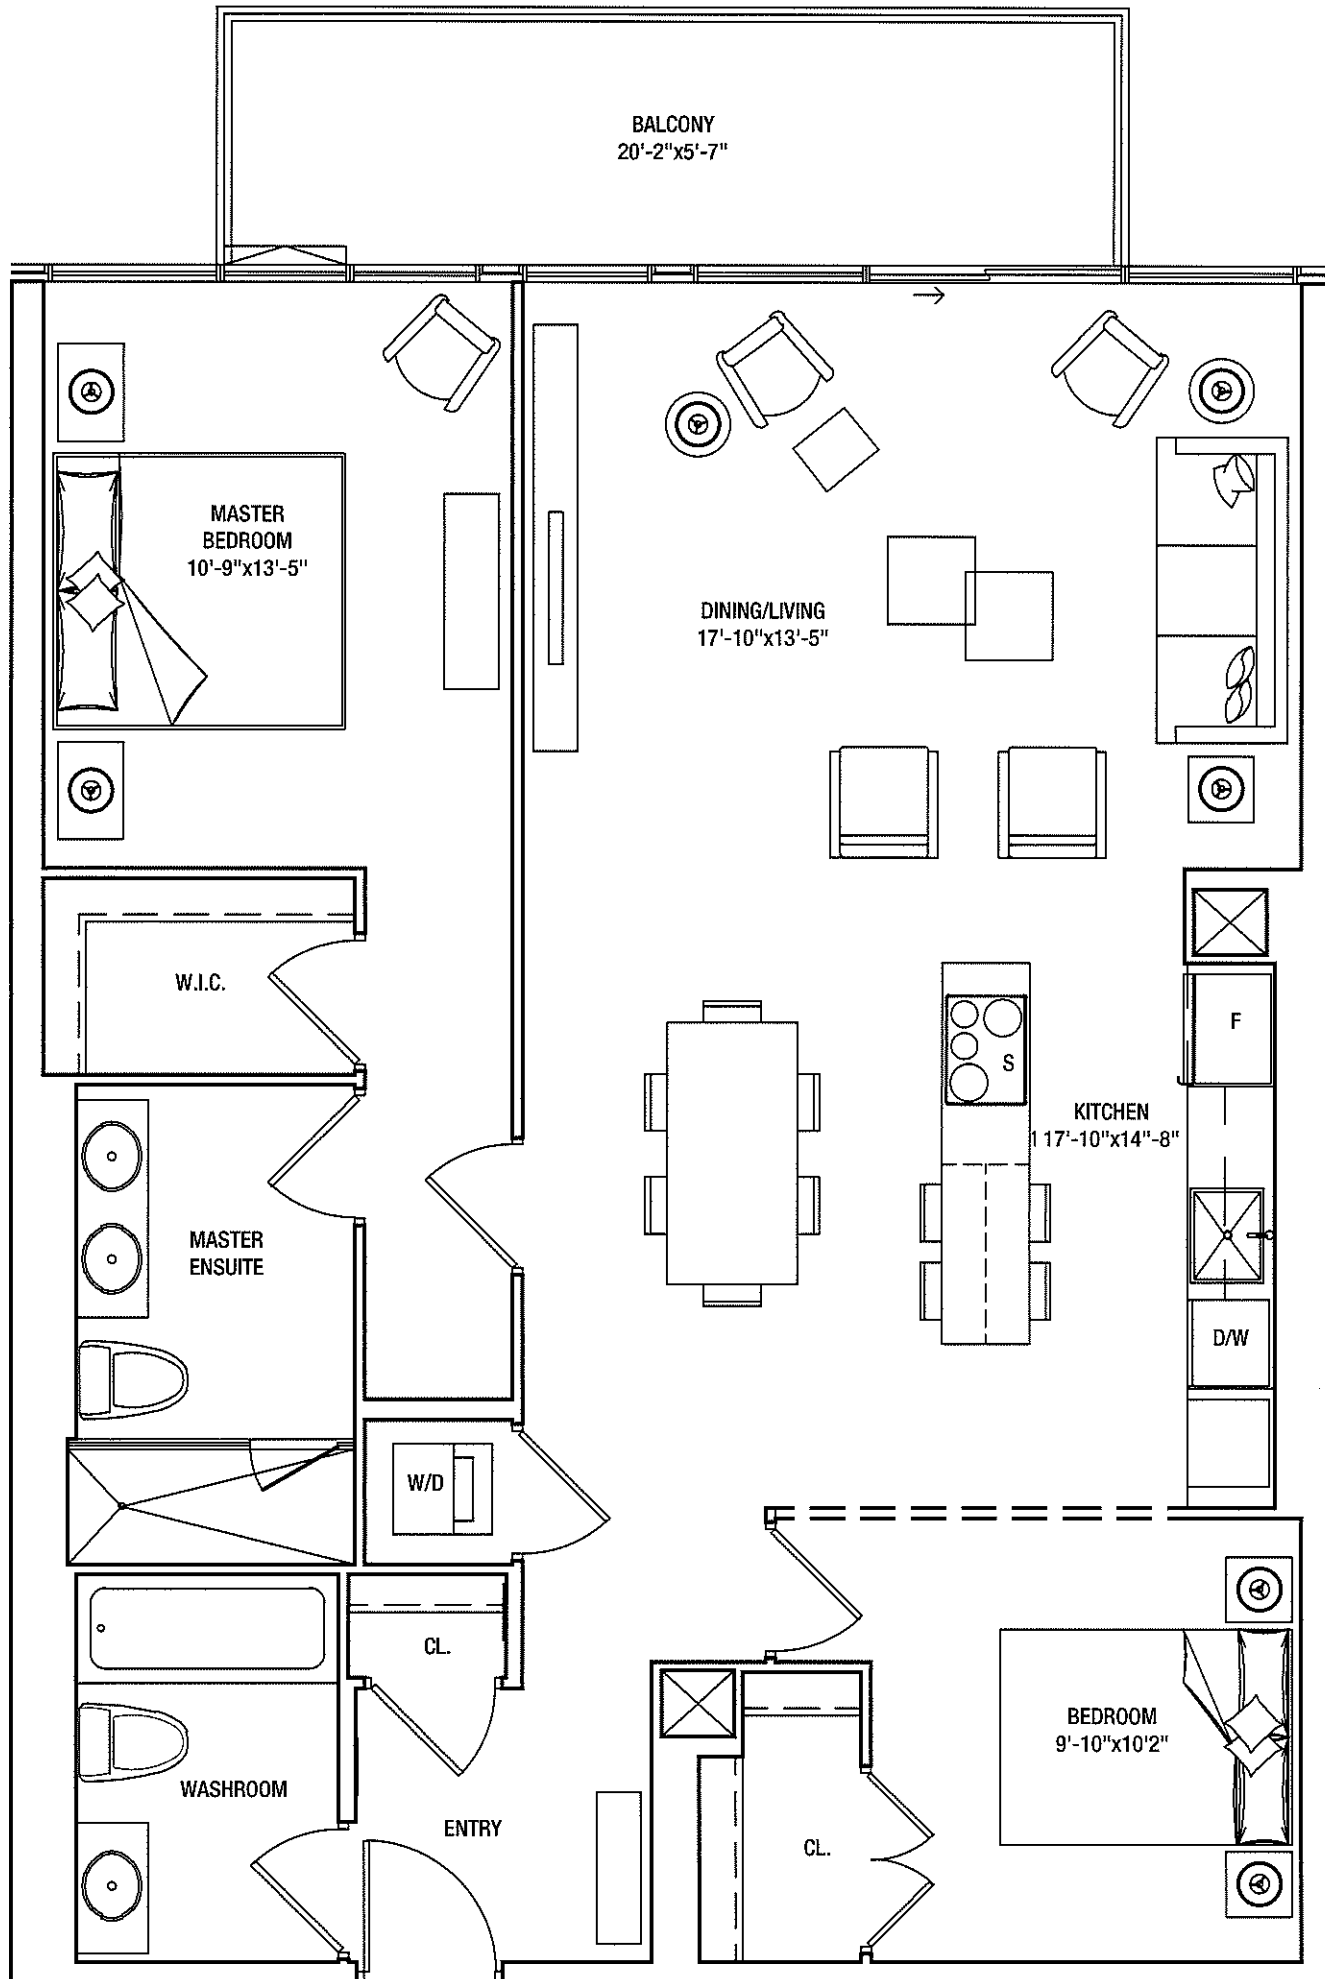 BALCONY
20'-2"x5'-7"
MASTER
BEDROOM
10'-9"x13'-5"
DINING/LIVING
17'-10"x13'-5"
W.I.C.
F
S
KITCHEN
17'-10"x14"-8"
MASTER
ENSUITE
D/W
W/D
CL.
BEDROOM
9'-10"x10'2"
WASHROOM
ENTRY
CL.